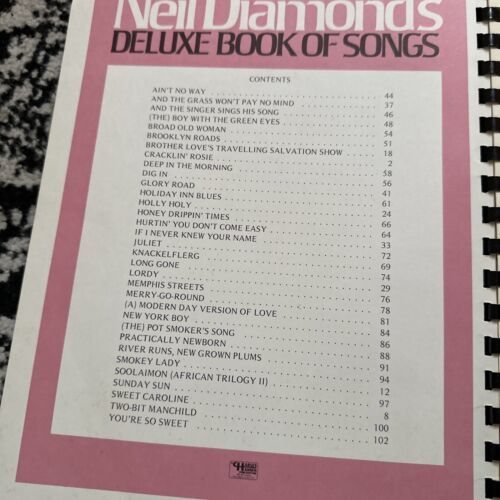 Neil Diamond's
DELUXE BOOK OF SONGS
CONTENTS
AIN'T NO WAY 44
AND THE GRASS WON'T PAY NO MIND 37
AND THE SINGER SINGS HIS SONG 46
(THE) BOY WITH THE GREEN EYES 48
BROAD OLD WOMAN 54
BROOKLYN ROADS 51
BROTHER LOVE'S TRAVELLING SALVATION SHOW 18
CRACKLIN' ROSIE 2
DEEP IN THE MORNING 58
DIG IN 56
GLORY ROAD 41
HOLIDAY INN BLUES 61
HOLLY HOLY 24
HONEY DRIPPIN' TIMES 66
HURTIN' YOU DON'T COME EASY 64
IF I NEVER KNEW YOUR NAME 33
JULIET 72
KNACKELFLERG 69
LONG GONE 74
LORDY 29
MEMPHIS STREETS 76
MERRY-GO-ROUND 78
(A) MODERN DAY VERSION OF LOVE 81
NEW YORK BOY 84
(THE) POT SMOKER'S SONG 86
PRACTICALLY NEWBORN 88
RIVER RUNS, NEW GROWN PLUMS 91
SMOKEY LADY 94
SOOLAIMON (AFRICAN TRILOGY II) 12
SUNDAY SUN 97
SWEET CAROLINE 8
TWO-BIT MANCHILD 100
YOU'RE SO SWEET 102